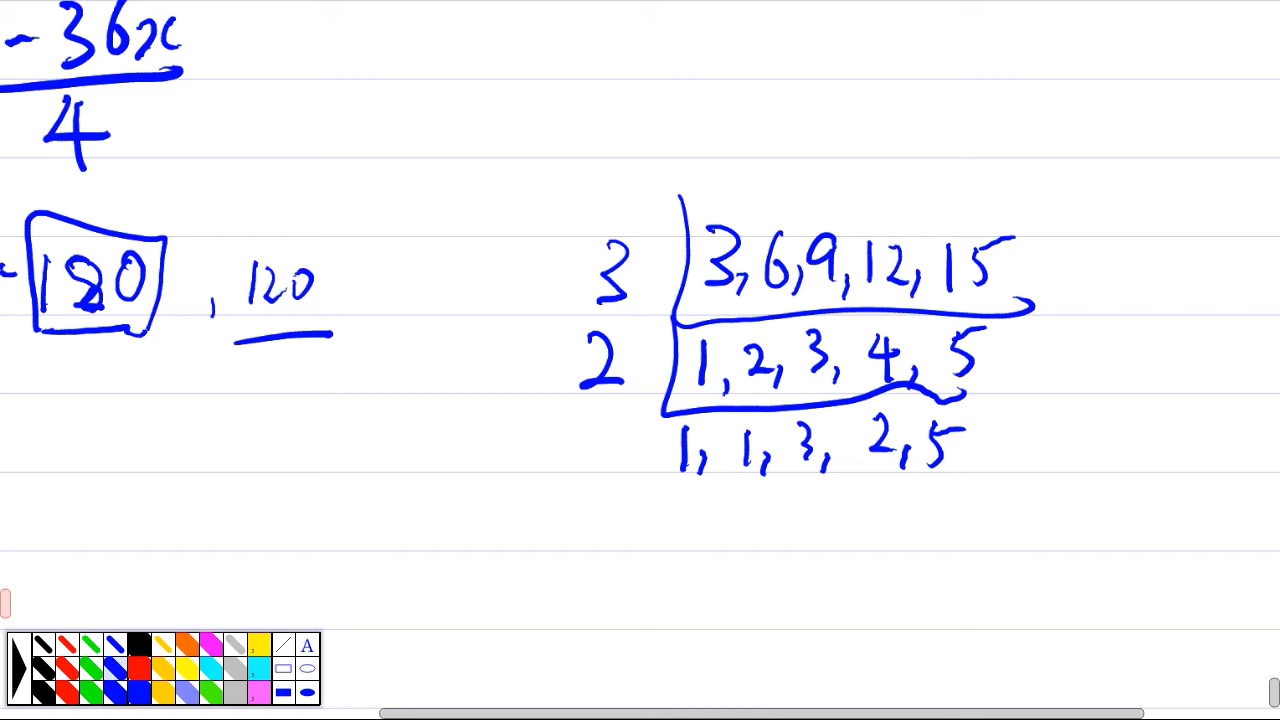 - 36x
4
- 180 , 120
3 3, 6, 9, 12, 15
2 1, 2, 3, 4, 5
1, 1, 3, 2, 5
A